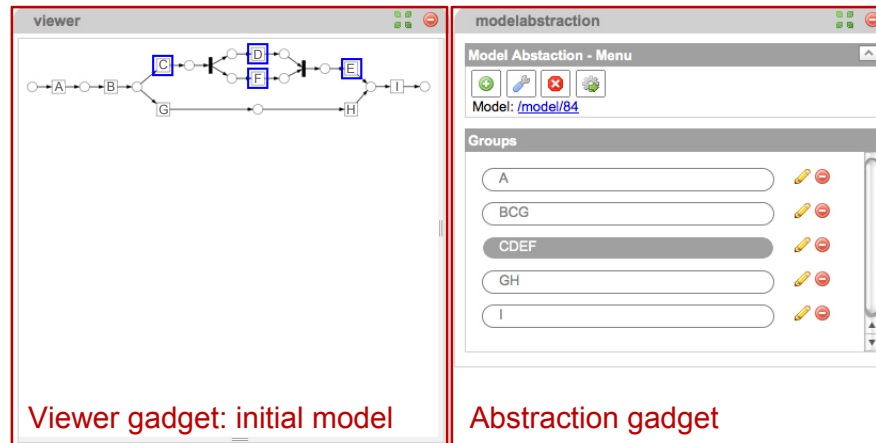 viewer
C
D
F
E
A
B
I
G
H
Viewer gadget: initial model
modelabstraction
Model Abstaction - Menu
Model: /model/84
Groups
A
BCG
CDEF
GH
I
Abstraction gadget